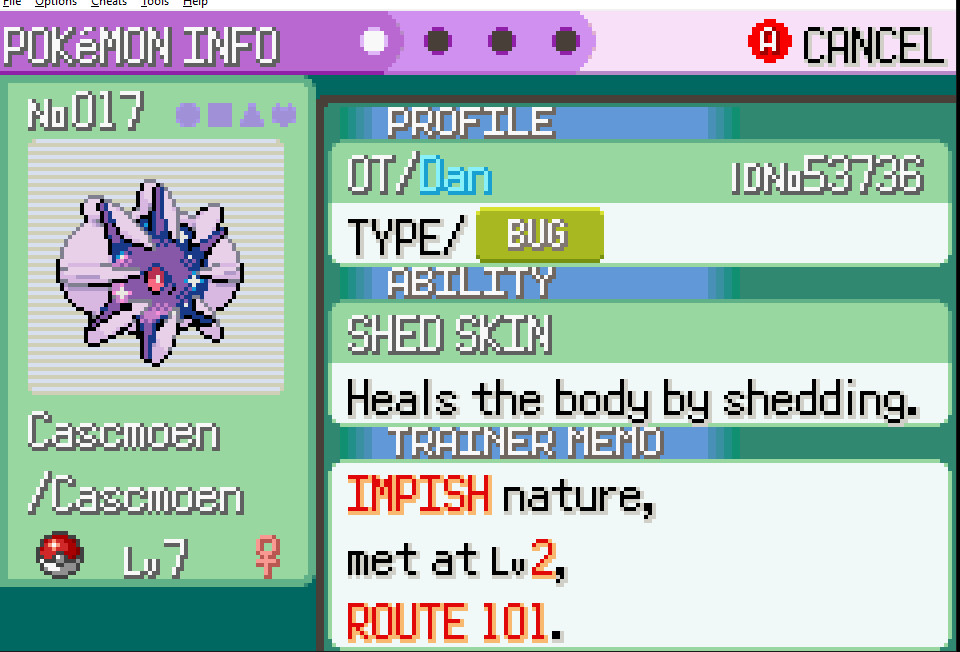 File Options Cheats Tools Help
POKéMON INFO
A CANCEL
No017
PROFILE
OT/Dan
IDNo53736
TYPE/ BUG
ABILITY
SHED SKIN
Heals the body by shedding.
TRAINER MEMO
Cascmoen
/Cascmoen
Lv7 ♀
IMPISH nature,
met at Lv2,
ROUTE 101.